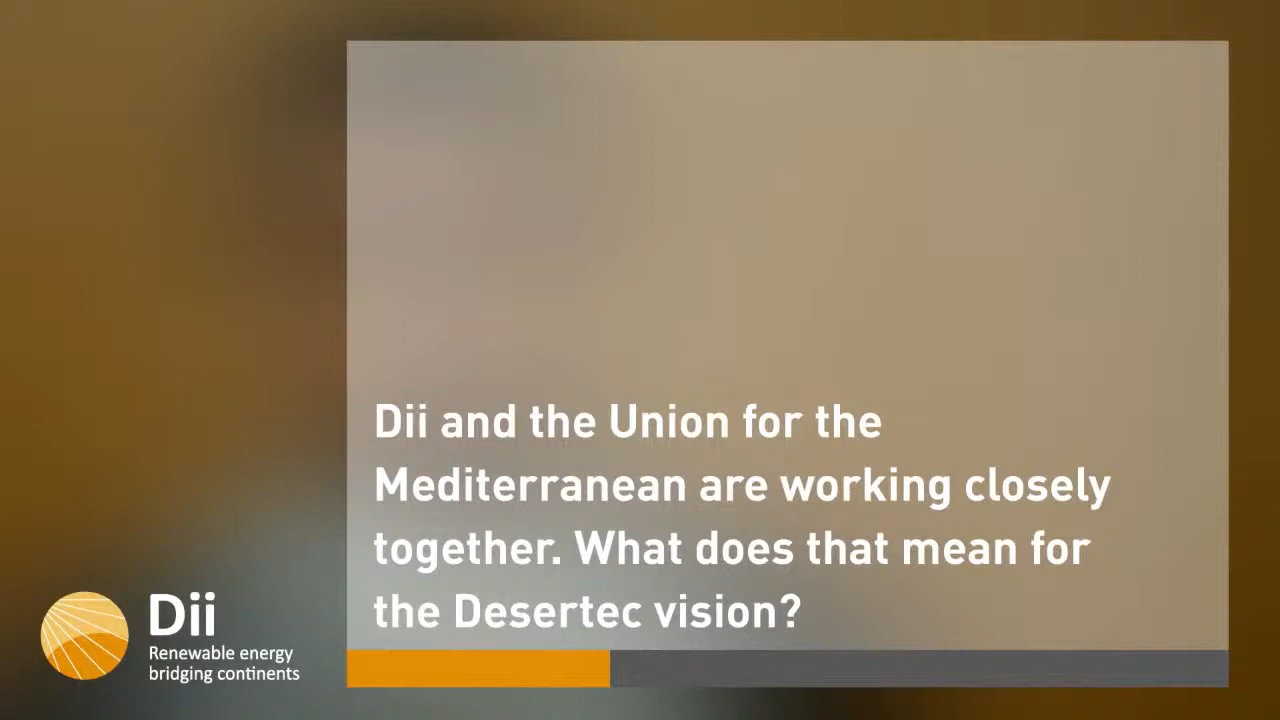 Dii and the Union for the
Mediterranean are working closely
together. What does that mean for
the Desertec vision?
Dii
Renewable energy
bridging continents